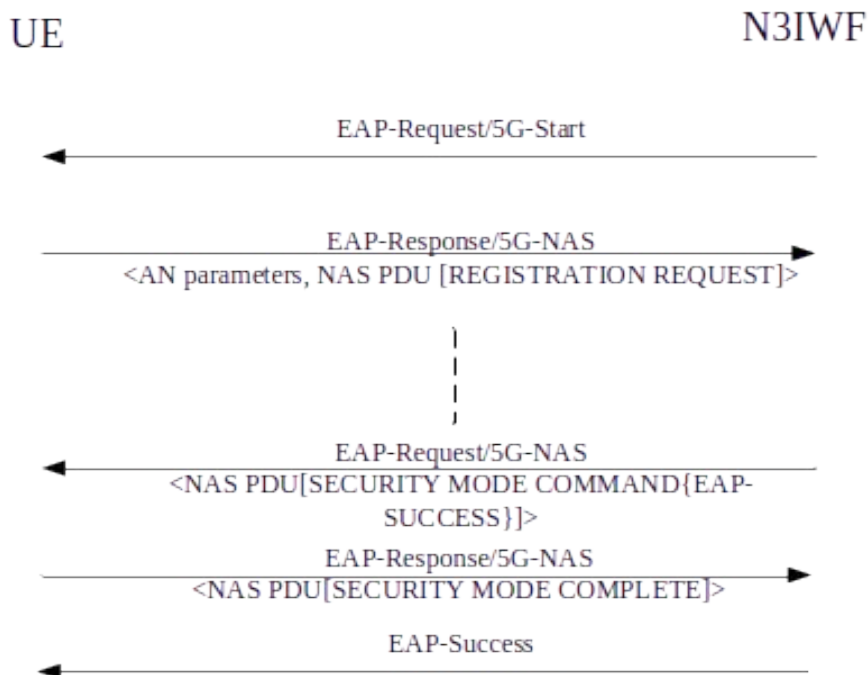 UE
N3IWF
EAP-Request/5G-Start
EAP-Response/5G-NAS
<AN parameters, NAS PDU [REGISTRATION REQUEST]>
EAP-Request/5G-NAS
<NAS PDU[SECURITY MODE COMMAND{EAP-
SUCCESS}]>
EAP-Response/5G-NAS
<NAS PDU[SECURITY MODE COMPLETE]>
EAP-Success